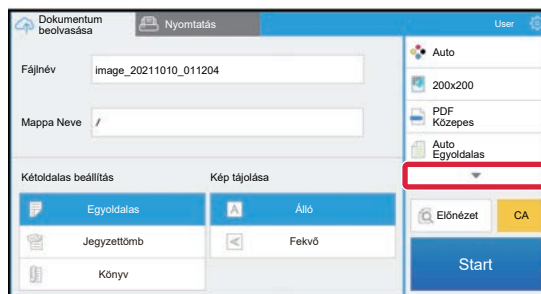 Dokumentum
beolvasása
Nyomtatás
User
Fájlnév
image_20211010_011204
Mappa Neve
/
Kétoldalas beállítás
Kép tájolása
Egyoldalas
Jegyzettömb
Könyv
A
Álló
Fekvő
Auto
200x200
PDF
Közepes
Auto
Egyoldalas
Előnézet
CA
Start